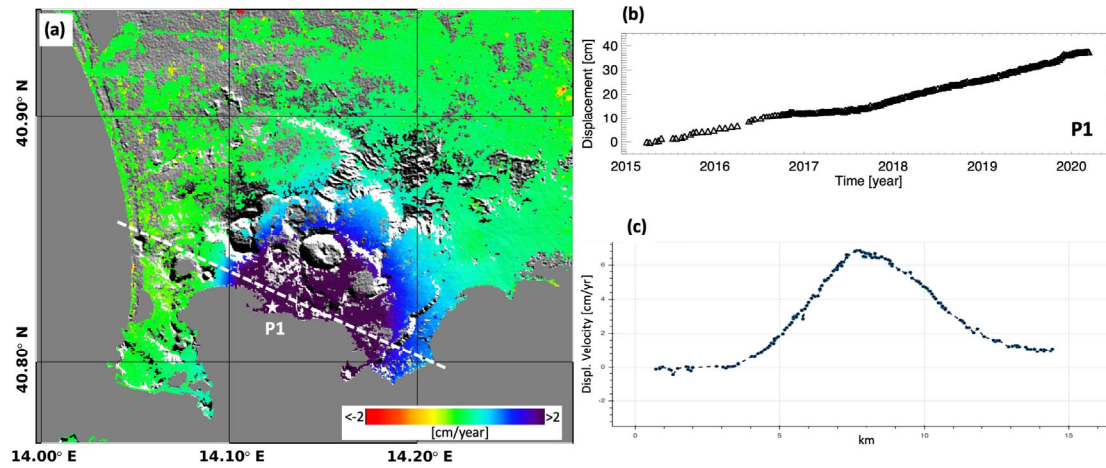 (a)
40.90 N
40.80 N
P1
<-2
>2
[cm/year]
14.00° E
14.10° E
14.20° E
(b)
Displacement [cm]
40
30
20
10
0
P1
2015
2016
2017
2018
2019
2020
Time [year]
(c)
Displ. Velocity [cm/yr]
6
4
2
0
-2
0
5
10
15
km